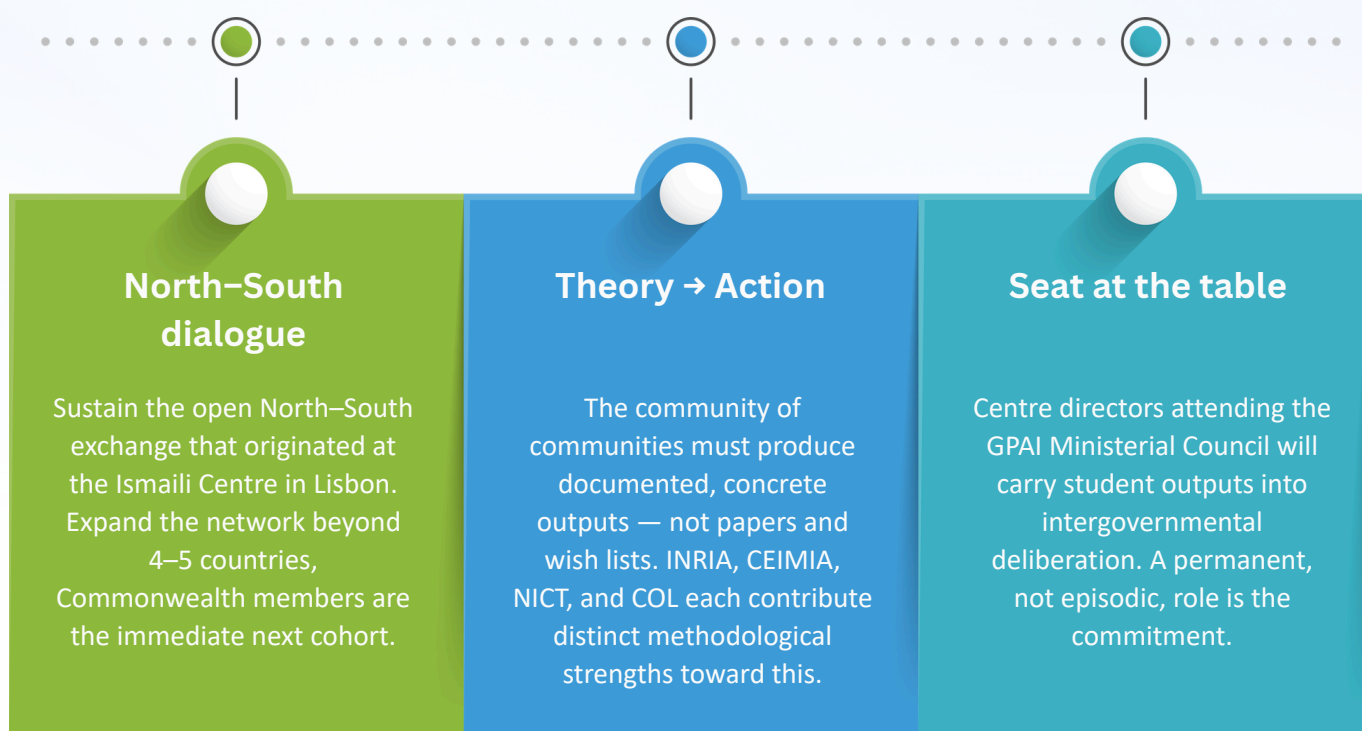 North–South
dialogue
Sustain the open North–South
exchange that originated at
the Ismaili Centre in Lisbon.
Expand the network beyond
4–5 countries,
Commonwealth members are
the immediate next cohort.
Theory → Action
The community of
communities must produce
documented, concrete
outputs — not papers and
wish lists. INRIA, CEIMIA,
NICT, and COL each contribute
distinct methodological
strengths toward this.
Seat at the table
Centre directors attending the
GPAI Ministerial Council will
carry student outputs into
intergovernmental
deliberation. A permanent,
not episodic, role is the
commitment.